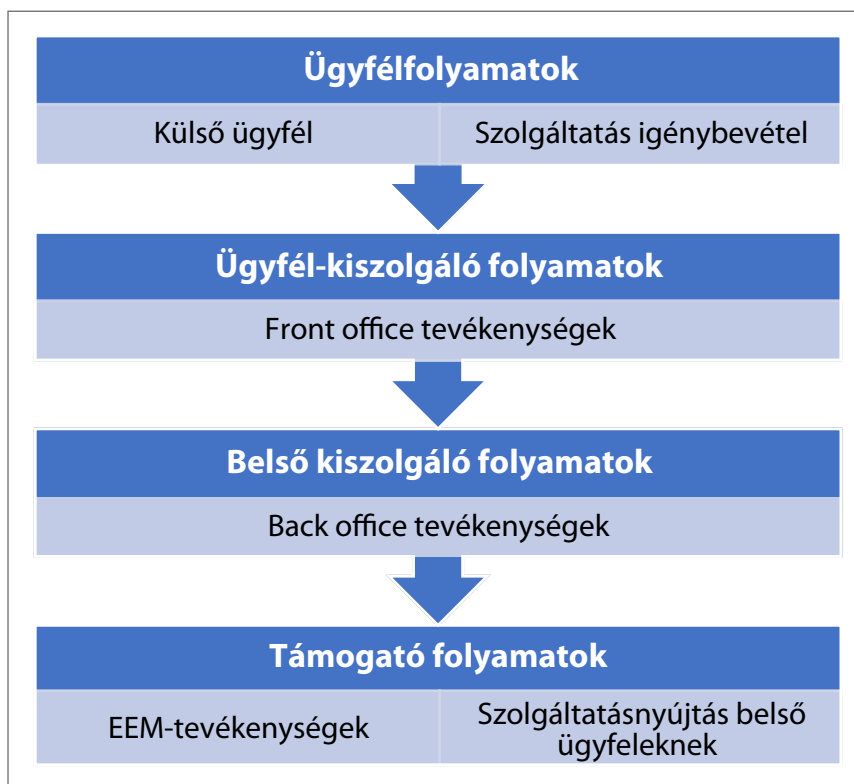 Ügyfélfolyamatok
Külső ügyfél
Szolgáltatás igénybevétel
Ügyfél-kiszolgáló folyamatok
Front office tevékenységek
Belső kiszolgáló folyamatok
Back office tevékenységek
Támogató folyamatok
EEM-tevékenységek
Szolgáltatásnyújtás belső
ügyfeleknek